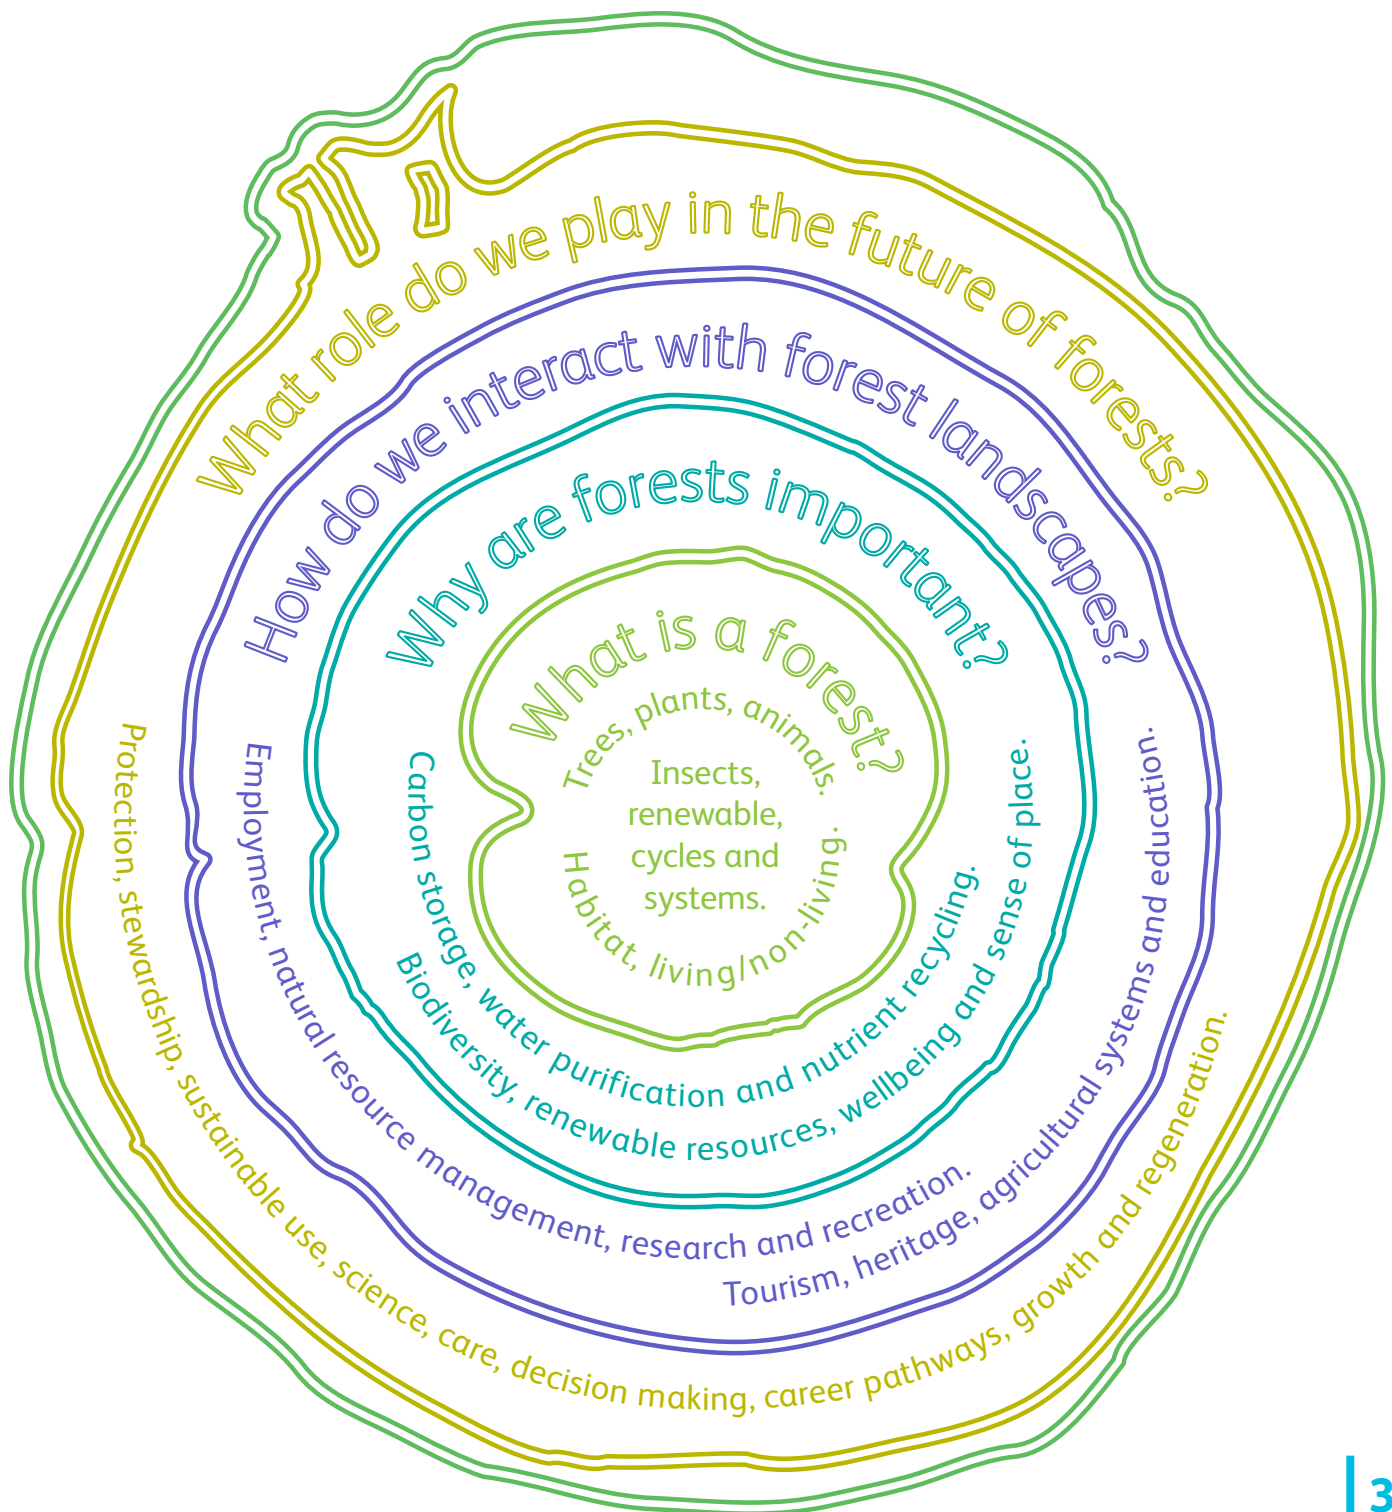 What role do we play in the future of forests?
How do we interact with forest landscapes?
Why are forests important?
What is a forest?
Trees, plants, animals.
Insects,
renewable,
cycles and
systems.
Habitat, living/non-living.
Carbon storage, water purification and nutrient recycling.
Biodiversity, renewable resources, wellbeing and sense of place.
Employment, natural resource management, research and recreation.
Tourism, heritage, agricultural systems and education.
Protection, stewardship, sustainable use, science, care, decision making, career pathways, growth and regeneration.
3